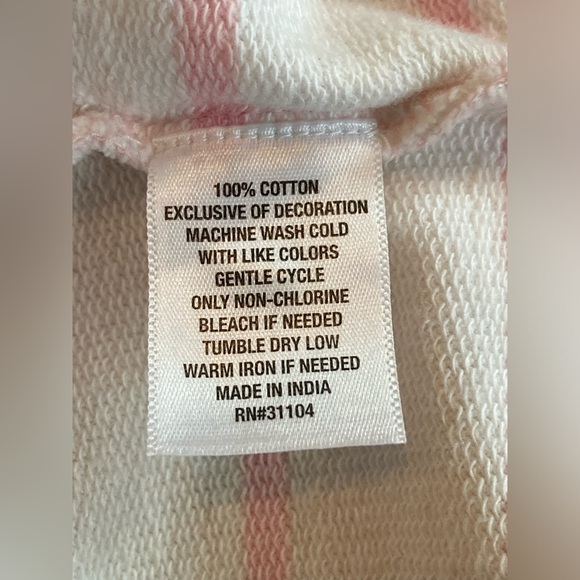 100% COTTON
EXCLUSIVE OF DECORATION
MACHINE WASH COLD
WITH LIKE COLORS
GENTLE CYCLE
ONLY NON-CHLORINE
BLEACH IF NEEDED
TUMBLE DRY LOW
WARM IRON IF NEEDED
MADE IN INDIA
RN#31104